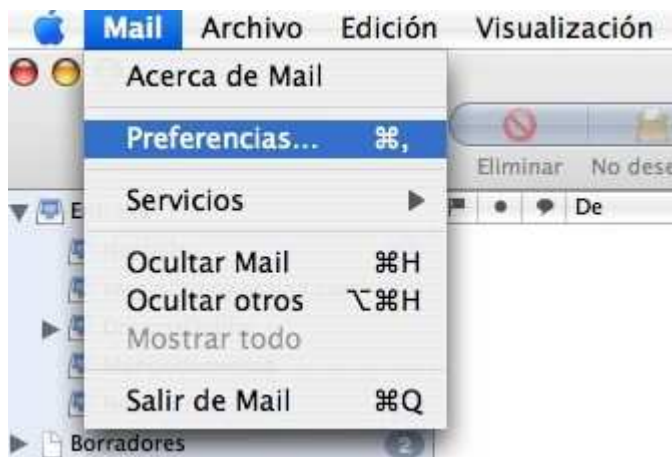 Mail Archivo Edición Visualización
Acerca de Mail
Preferencias... ⌘,
Eliminar No dese
Servicios
De
Ocultar Mail ⌘H
Ocultar otros ⌥⌘H
Mostrar todo
Salir de Mail ⌘Q
Borradores 2